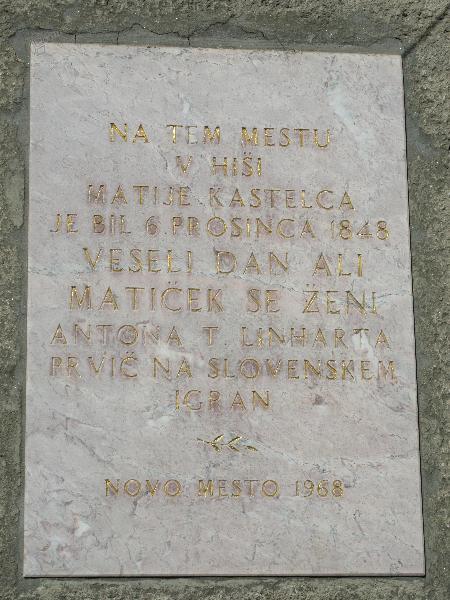 NA TEM MESTU
V HIŠI
MATIJE KASTELCA
JE BIL 6. PROSINCA 1848
VESELI DAN ALI
MATIČEK SE ŽENI
ANTONA T LINHARTA
PRVIČ NA SLOVENSKEM
IGRAN
NOVO MESTO 1968